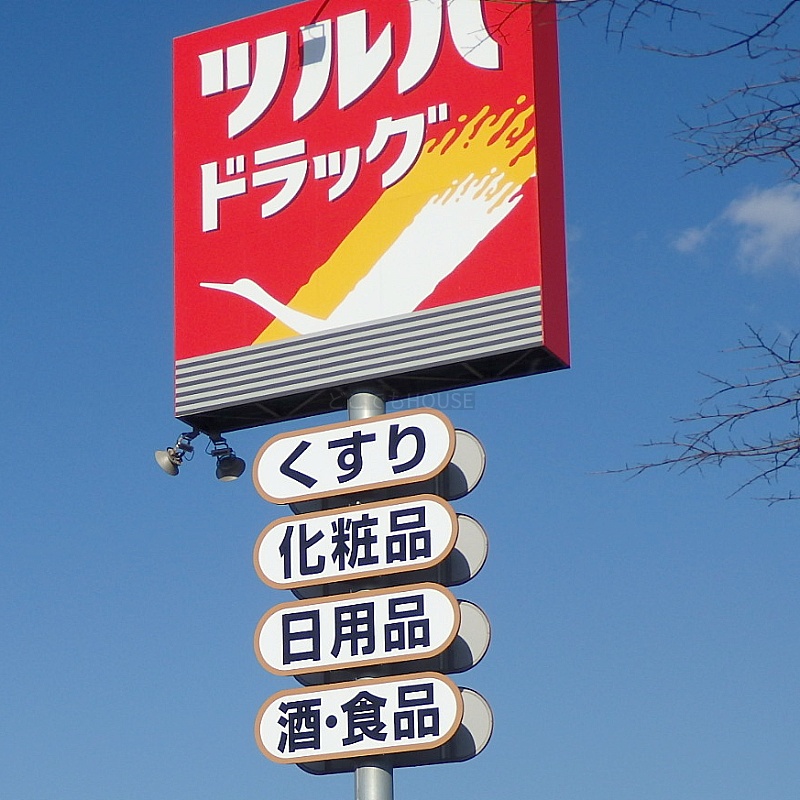 ツルハ
ドラッグ
くすり
化粧品
日用品
酒・食品